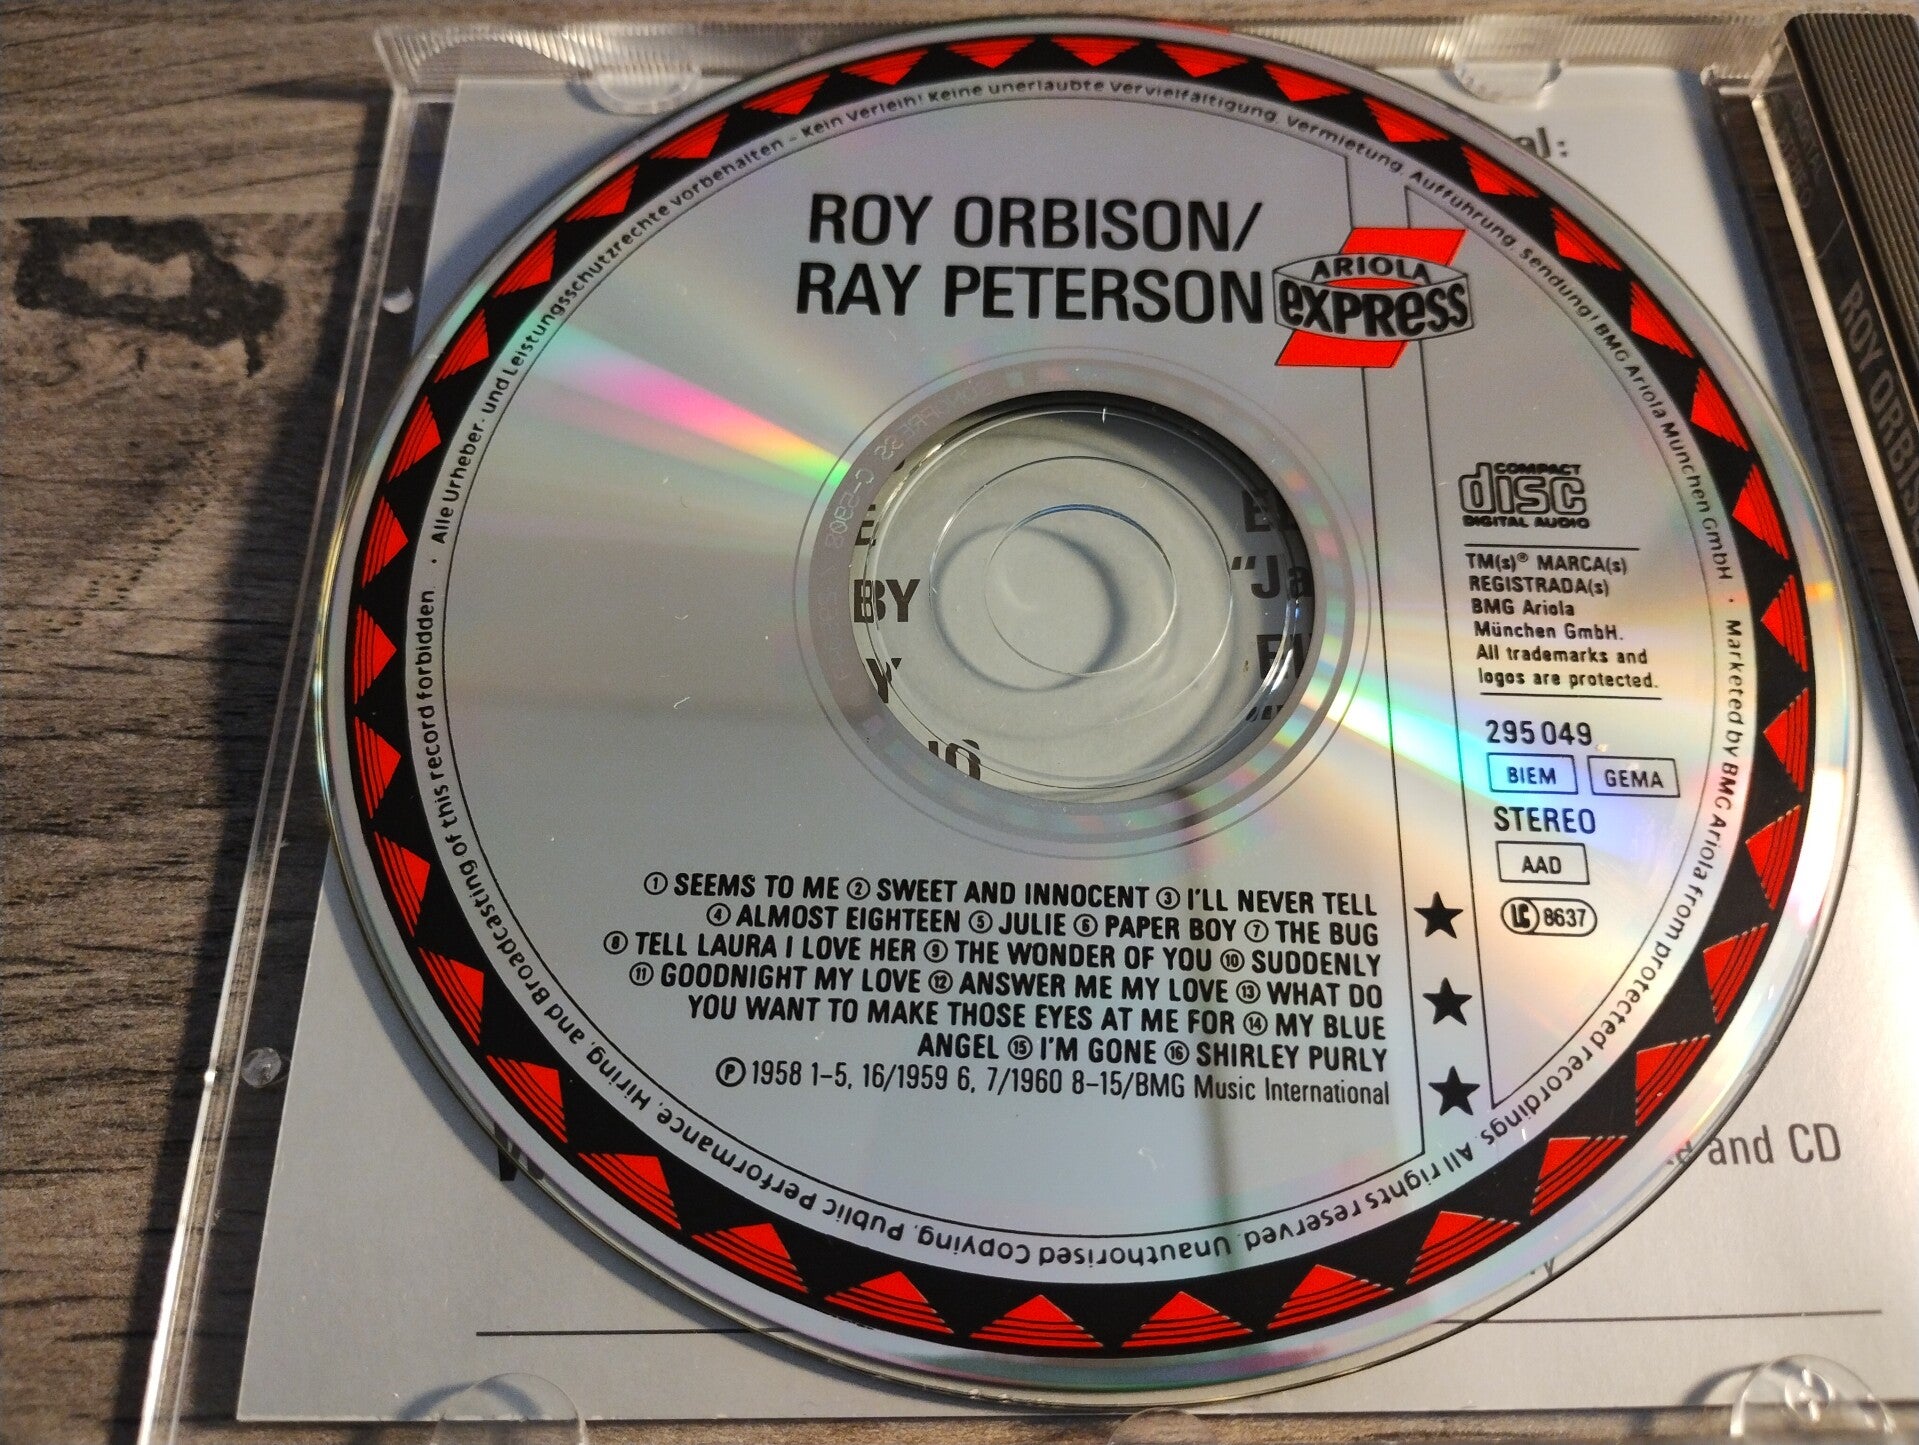 ROY ORBISON/
RAY PETERSON
ARIOLA
EXPRESS
COMPACT
disc
DIGITAL AUDIO
TM(s)® MARCA(s)
REGISTRADA(s)
BMG Ariola
München GmbH.
All trademarks and
logos are protected.
295 049
BIEM GEMA
STEREO
AAD
LC 8637
① SEEMS TO ME ② SWEET AND INNOCENT ③ I'LL NEVER TELL
④ ALMOST EIGHTEEN ⑤ JULIE ⑥ PAPER BOY ⑦ THE BUG
⑧ TELL LAURA I LOVE HER ⑨ THE WONDER OF YOU ⑩ SUDDENLY
⑪ GOODNIGHT MY LOVE ⑫ ANSWER ME MY LOVE ⑬ WHAT DO
YOU WANT TO MAKE THOSE EYES AT ME FOR ⑭ MY BLUE
ANGEL ⑮ I'M GONE ⑯ SHIRLEY PURLY
Ⓟ 1958 1–5, 16/1959 6, 7/1960 8–15/BMG Music International
· Alle Urheber- und Leistungsschutzrechte vorbehalten – Kein Verleih! Keine unerlaubte Vervielfältigung, Vermietung, Aufführung, Sendung! BMG Ariola München GmbH · Marketed by BMG Ariola from protected recordings. All rights reserved. Unauthorised Copying, Public Performance, Hiring, and Broadcasting of this record forbidden
BY
Y
"Ja
al:
and CD
ROY ORBIS